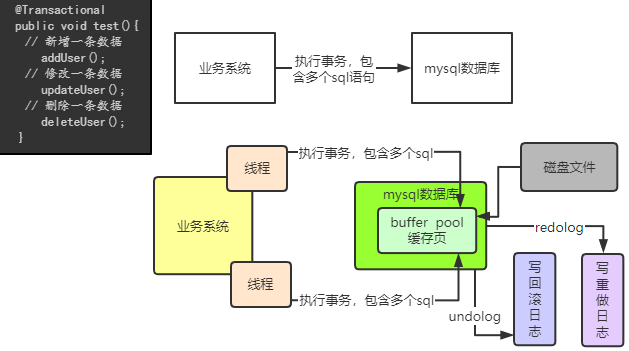 @Transactional
public void test(){
// 新增一条数据
addUser();
// 修改一条数据
updateUser();
// 删除一条数据
deleteUser();
}
业务系统
执行事务，包
含多个sql语句
mysql数据库
线程
执行事务，包含多个sql
磁盘文件
mysql数据库
业务系统
buffer pool
缓存页
redolog
线程
执行事务，包含多个sql
undolog
写
回
滚
日
志
写
重
做
日
志